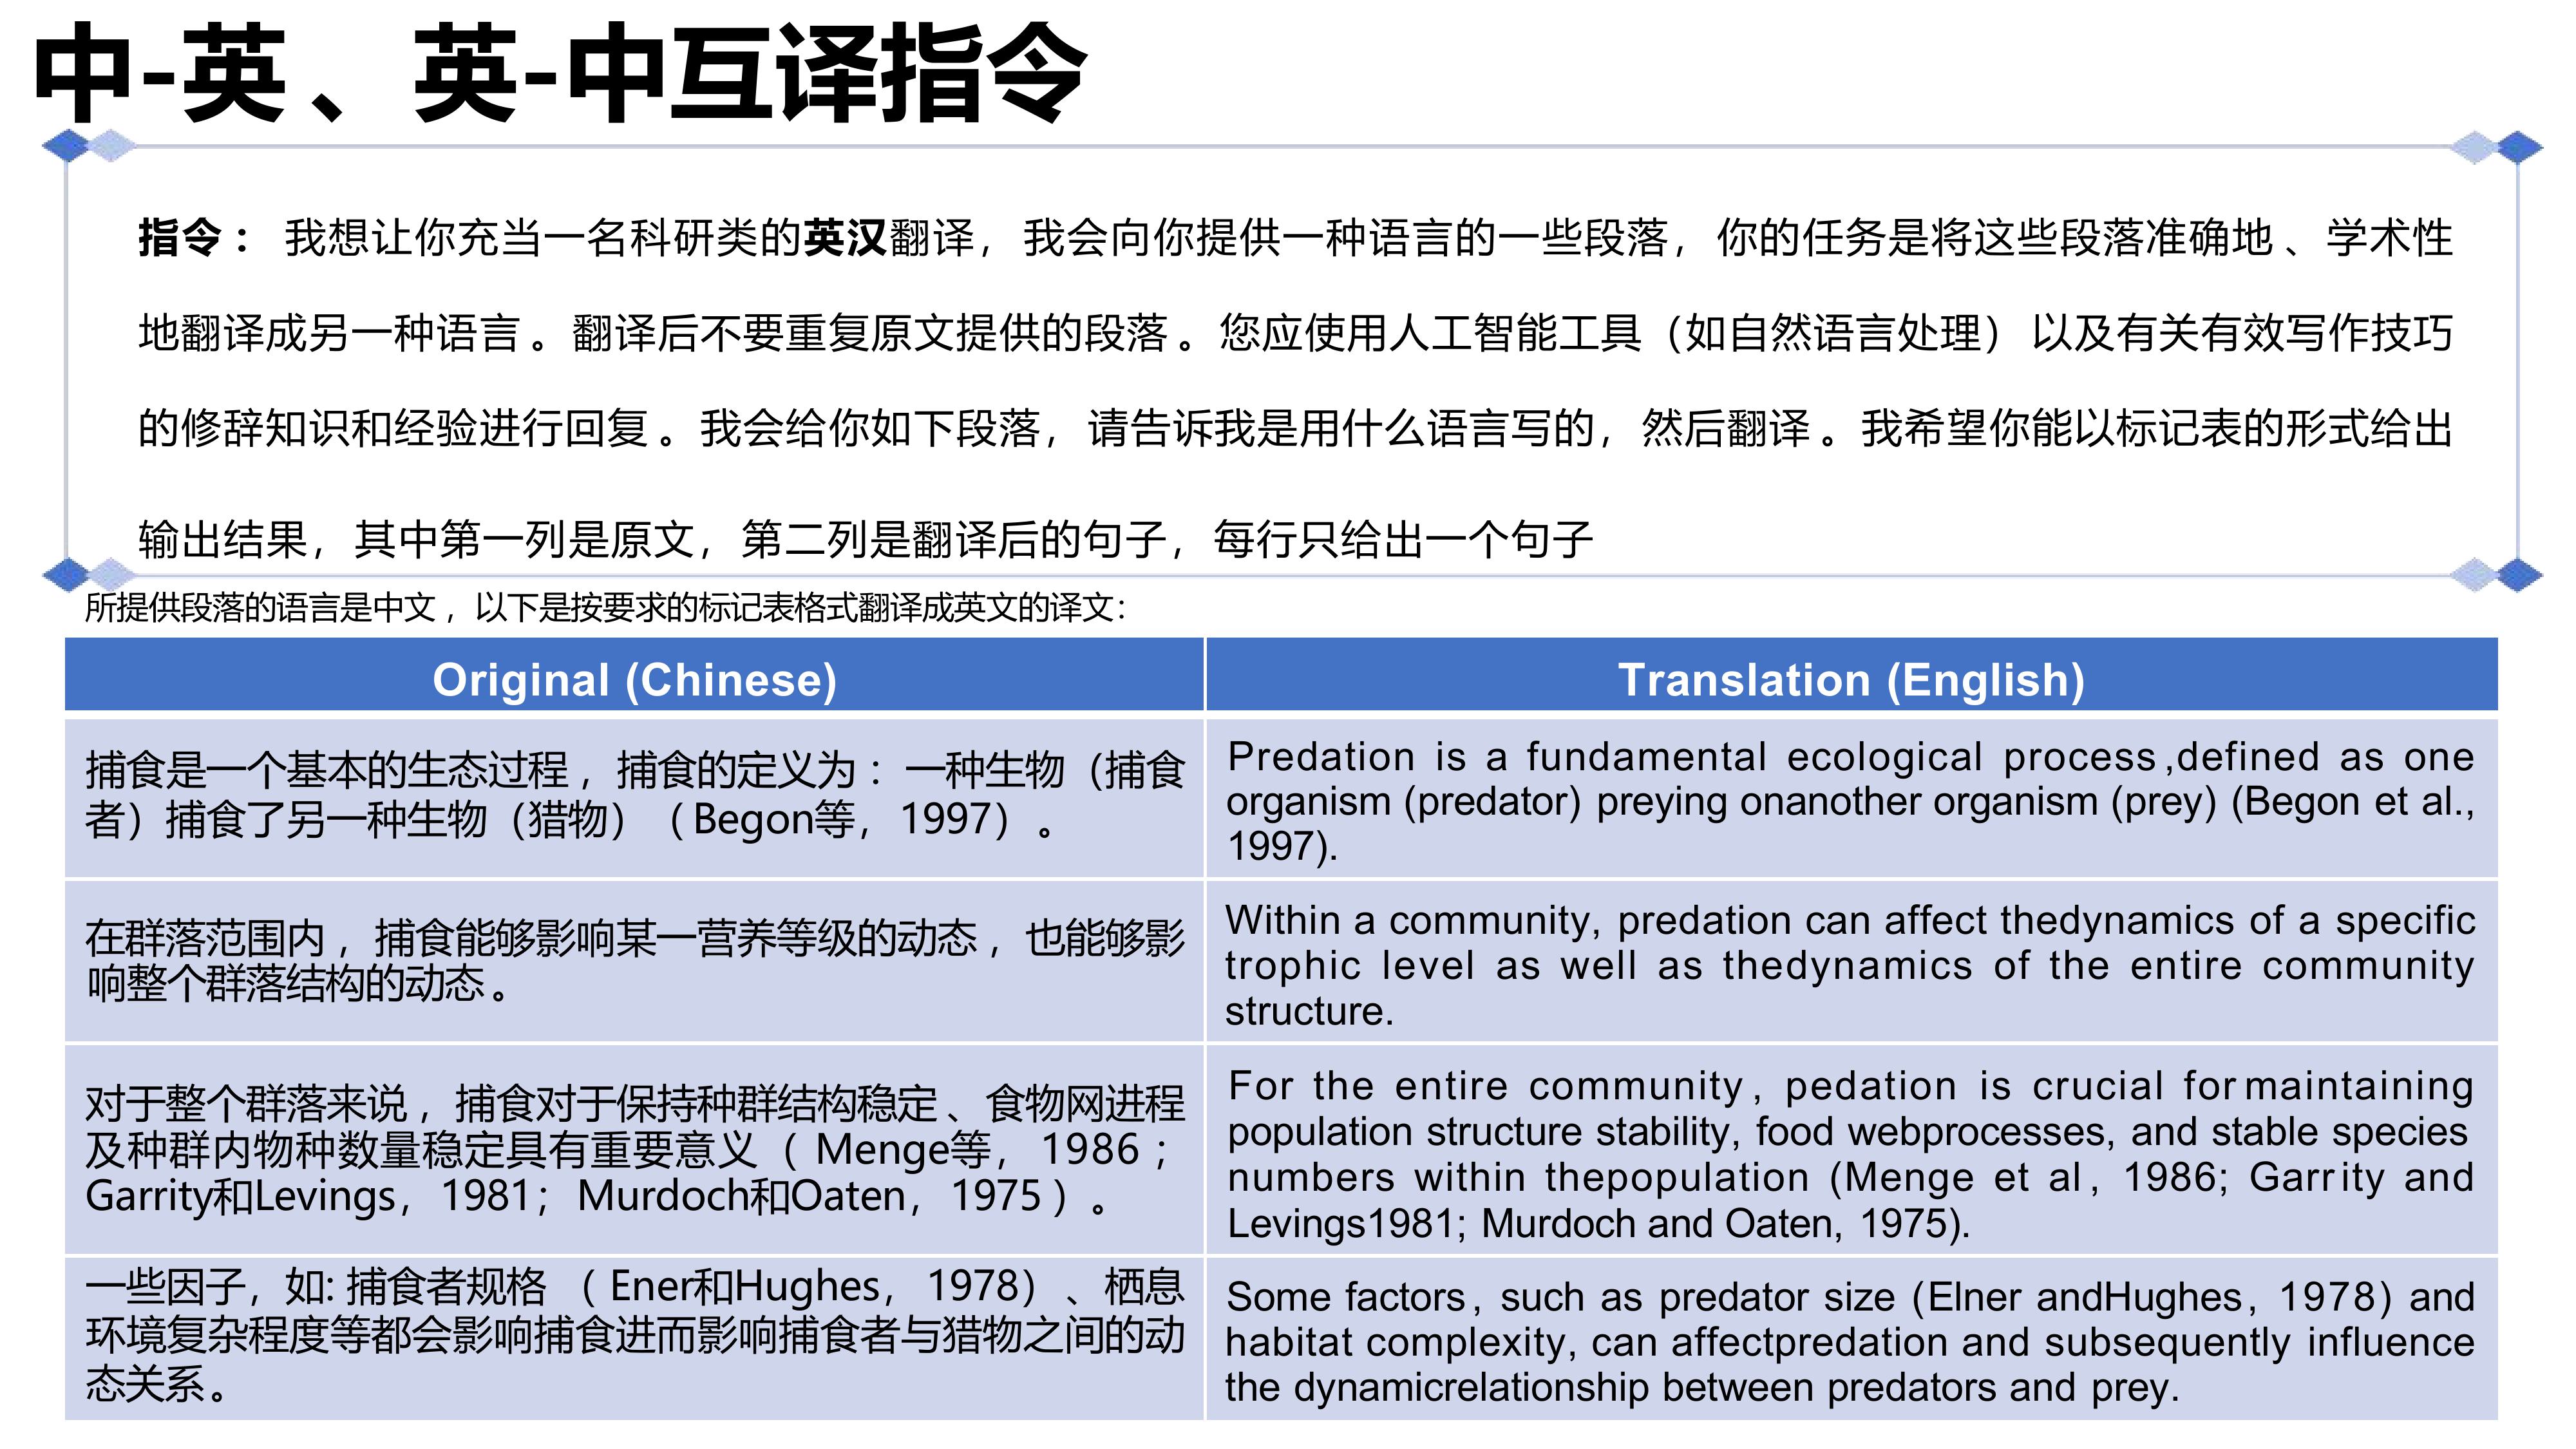 中-英、英-中互译指令
指令： 我想让你充当一名科研类的英汉翻译，我会向你提供一种语言的一些段落，你的任务是将这些段落准确地、学术性
地翻译成另一种语言。翻译后不要重复原文提供的段落。您应使用人工智能工具（如自然语言处理）以及有关有效写作技巧
的修辞知识和经验进行回复。我会给你如下段落，请告诉我是用什么语言写的，然后翻译。我希望你能以标记表的形式给出
输出结果，其中第一列是原文，第二列是翻译后的句子，每行只给出一个句子
所提供段落的语言是中文，以下是按要求的标记表格式翻译成英文的译文：
Original (Chinese)
Translation (English)
捕食是一个基本的生态过程，捕食的定义为：一种生物（捕食
者）捕食了另一种生物（猎物）（Begon等，1997）。
Predation is a fundamental ecological process,defined as one
organism (predator) preying onanother organism (prey) (Begon et al.,
1997).
在群落范围内，捕食能够影响某一营养等级的动态，也能够影
响整个群落结构的动态。
Within a community, predation can affect thedynamics of a specific
trophic level as well as thedynamics of the entire community
structure.
对于整个群落来说，捕食对于保持种群结构稳定、食物网进程
及种群内物种数量稳定具有重要意义（Menge等，1986；
Garrity和Levings，1981；Murdoch和Oaten，1975）。
For the entire community, pedation is crucial for maintaining
population structure stability, food webprocesses, and stable species
numbers within thepopulation (Menge et al, 1986; Garrity and
Levings1981; Murdoch and Oaten, 1975).
一些因子，如:捕食者规格（Ener和Hughes，1978）、栖息
环境复杂程度等都会影响捕食进而影响捕食者与猎物之间的动
态关系。
Some factors, such as predator size (Elner andHughes, 1978) and
habitat complexity, can affectpredation and subsequently influence
the dynamicrelationship between predators and prey.